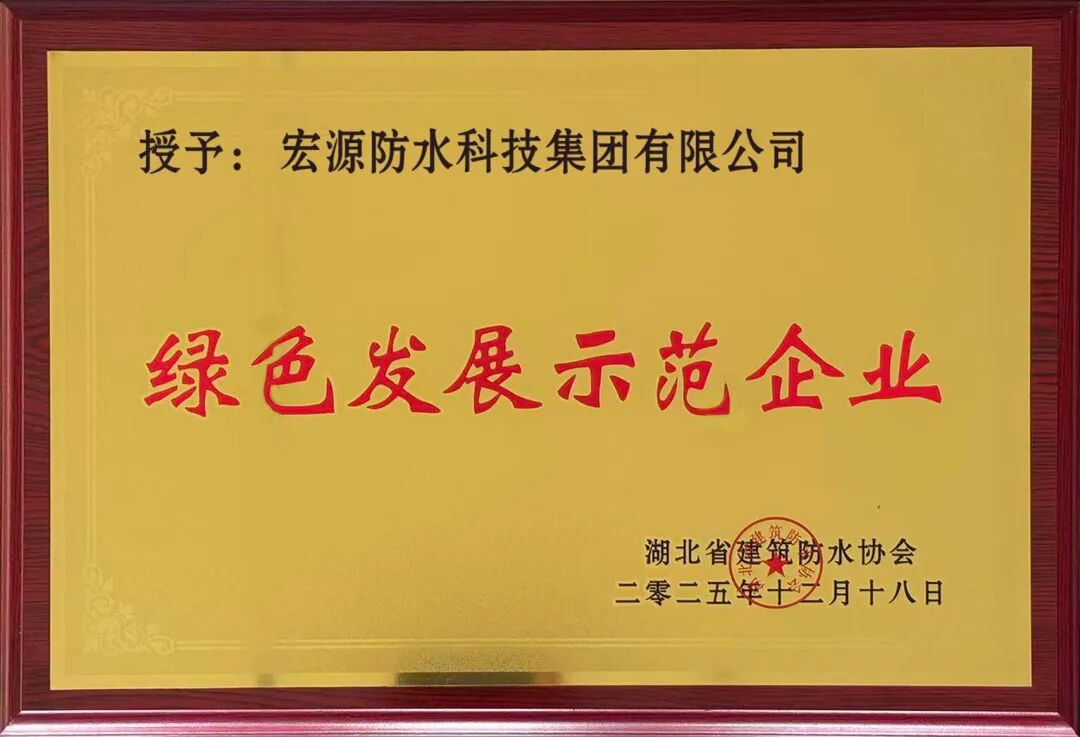 授予： 宏源防水科技集团有限公司
绿色发展示范企业
湖北省建筑防水协会
二零二五年十二月十八日